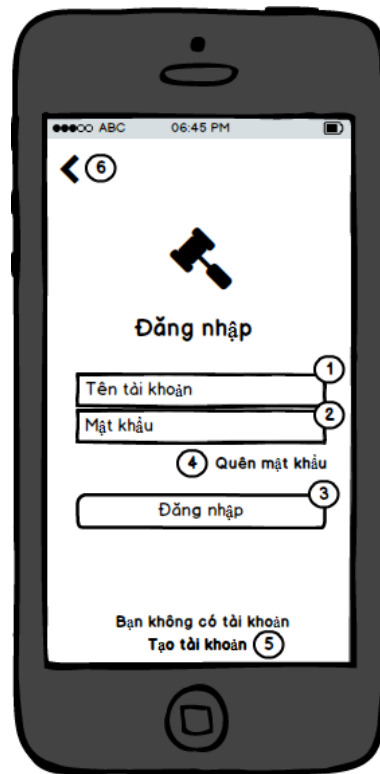 ABC 06:45 PM
6
Đăng nhập
1
Tên tài khoản
2
Mật khẩu
4 Quên mật khẩu
3
Đăng nhập
Bạn không có tài khoản
Tạo tài khoản 5